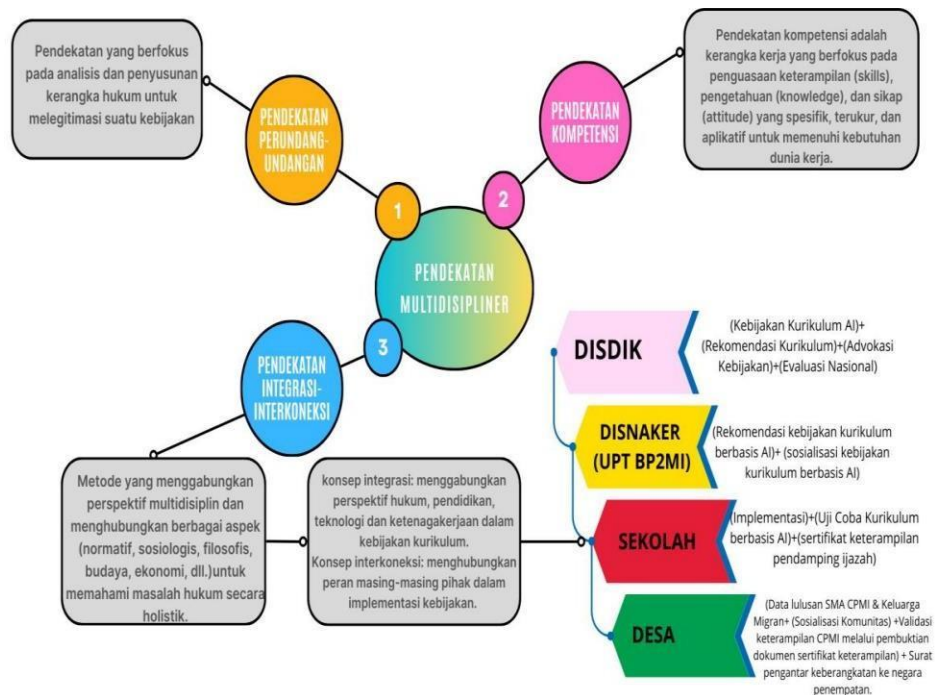 Pendekatan yang berfokus
pada analisis dan penyusunan
kerangka hukum untuk
melegitimasi suatu kebijakan
PENDEKATAN
PERUNDANG-
UNDANGAN
1
Pendekatan kompetensi adalah
kerangka kerja yang berfokus pada
penguasaan keterampilan (skills),
pengetahuan (knowledge), dan sikap
(attitude) yang spesifik, terukur, dan
aplikatif untuk memenuhi kebutuhan
dunia kerja.
PENDEKATAN
KOMPETENSI
2
PENDEKATAN
MULTIDISIPLINER
3
PENDEKATAN
INTEGRASI-
INTERKONEKSI
Metode yang menggabungkan
perspektif multidisiplin dan
menghubungkan berbagai aspek
(normatif, sosiologis, filosofis,
budaya, ekonomi, dll.)untuk
memahami masalah hukum secara
holistik.
konsep integrasi: menggabungkan
perspektif hukum, pendidikan,
teknologi dan ketenagakerjaan dalam
kebijakan kurikulum.
Konsep interkoneksi: menghubungkan
peran masing-masing pihak dalam
implementasi kebijakan.
DISDIK
(Kebijakan Kurikulum AI)+
(Rekomendasi Kurikulum)+(Advokasi
Kebijakan)+(Evaluasi Nasional)
DISNAKER
(UPT BP2MI)
(Rekomendasi kebijakan kurikulum
berbasis AI)+ (sosialisasi kebijakan
kurikulum berbasis AI)
SEKOLAH
(Implementasi)+(Uji Coba Kurikulum
berbasis AI)+(sertifikat keterampilan
pendamping ijazah)
DESA
(Data lulusan SMA CPMI & Keluarga
Migran+ (Sosialisasi Komunitas) +Validasi
keterampilan CPMI melalui pembuktian
dokumen sertifikat keterampilan) + Surat
pengantar keberangkatan ke negara
penempatan.